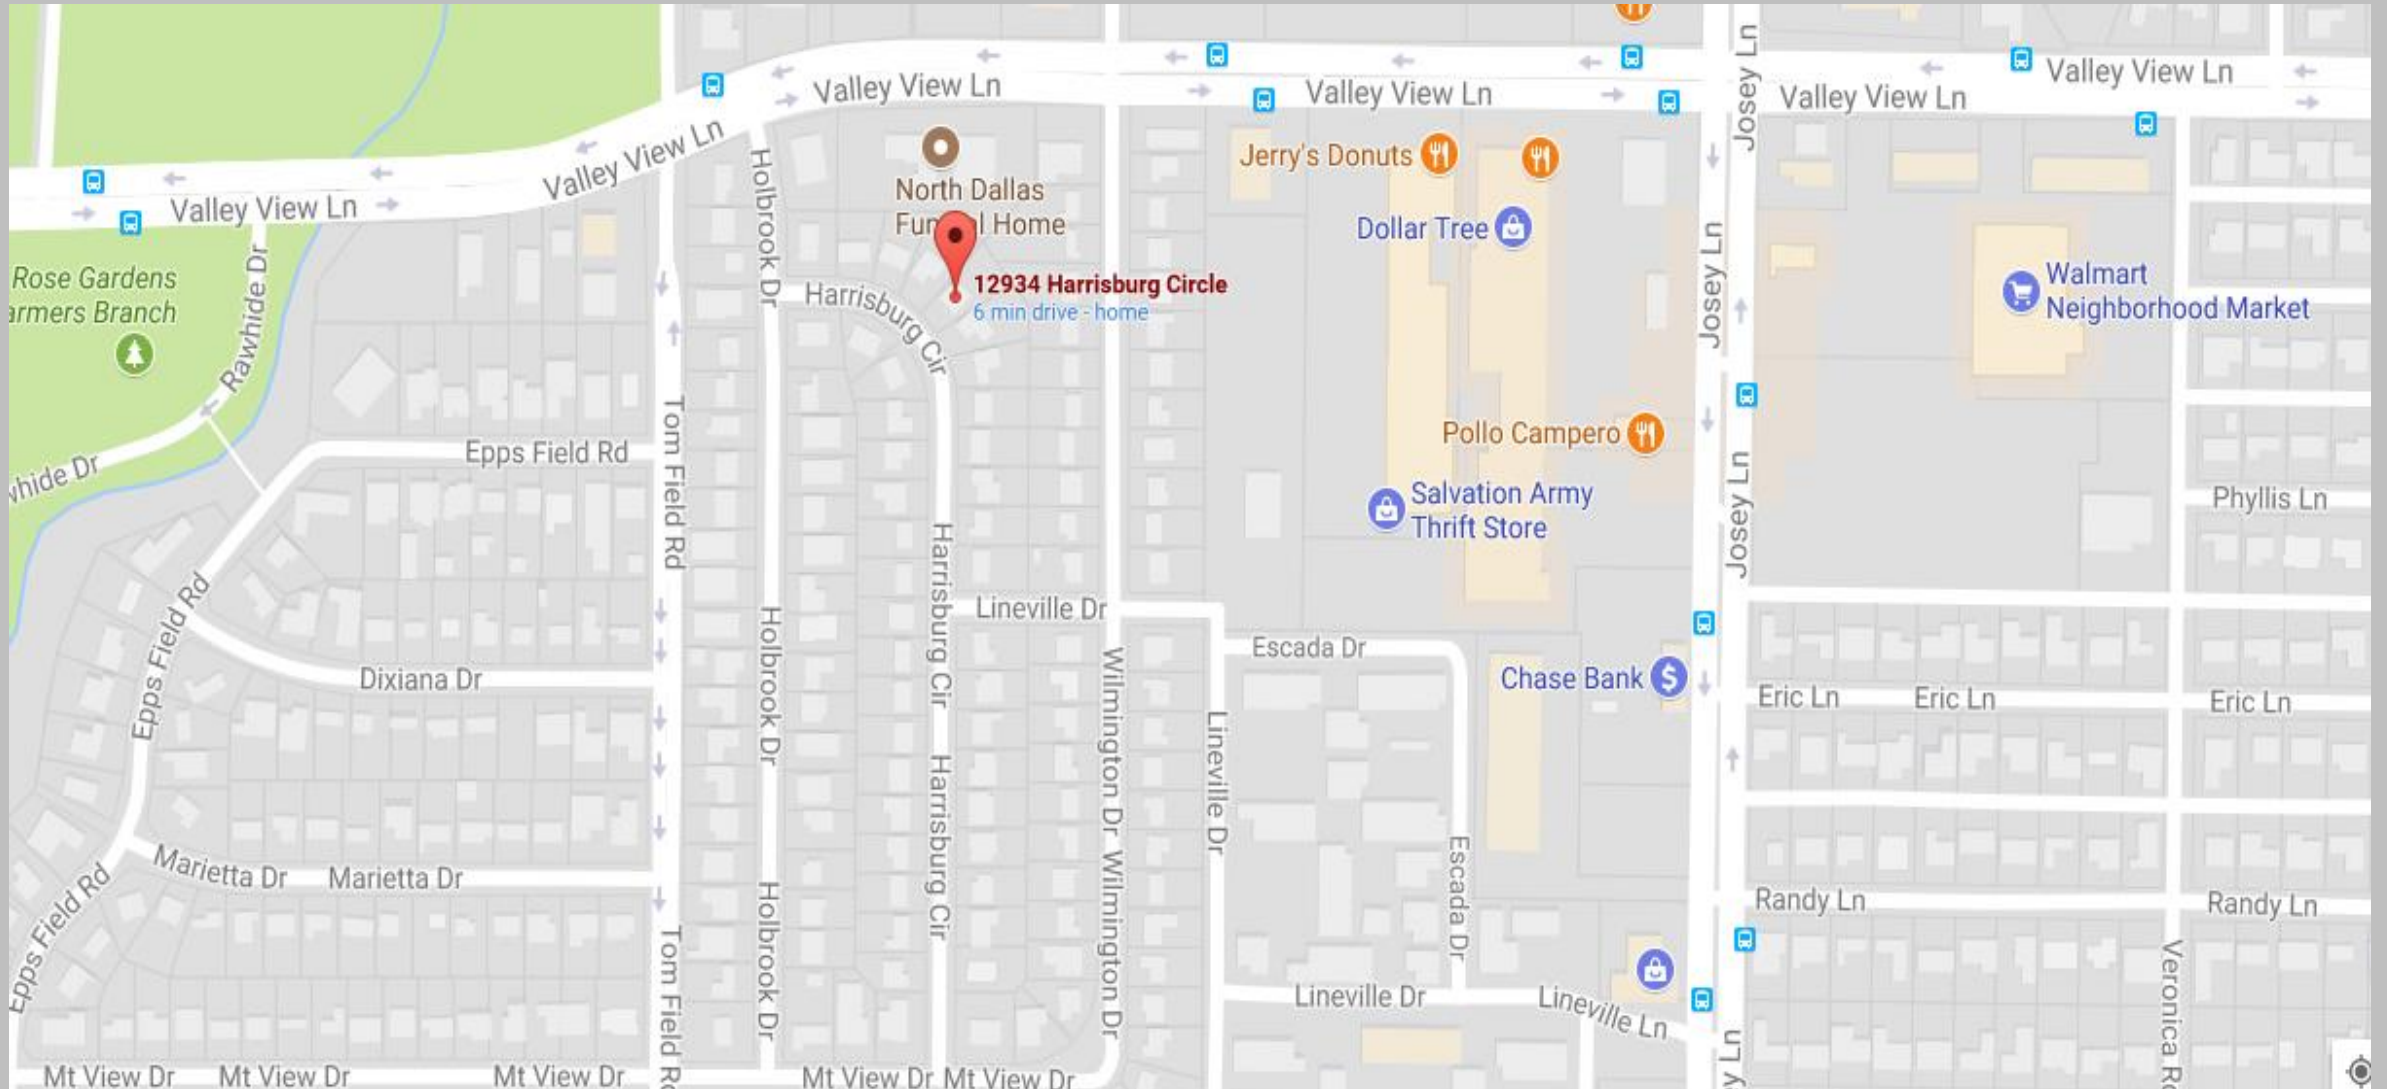 Valley View Ln
Valley View Ln
Valley View Ln
Valley View Ln
Valley View Ln
Valley View Ln
Josey Ln
Holbrook Dr
North Dallas
Funeral Home
Jerry's Donuts
Dollar Tree
12934 Harrisburg Circle
6 min drive - home
Harrisburg Cir
Rose Gardens
armers Branch
Rawhide Dr
Josey Ln
Walmart
Neighborhood Market
Tom Field Rd
Epps Field Rd
whide Dr
Pollo Campero
Salvation Army
Thrift Store
Josey Ln
Phyllis Ln
Harrisburg Cir
Lineville Dr
Epps Field Rd
Holbrook Dr
Escada Dr
Dixiana Dr
Wilmington Dr
Lineville Dr
Chase Bank
Eric Ln
Eric Ln
Eric Ln
Harrisburg Cir
Marietta Dr
Marietta Dr
Epps Field Rd
Holbrook Dr
Wilmington Dr
Escada Dr
Randy Ln
Randy Ln
Tom Field Rd
Lineville Dr
Lineville Ln
Veronica Rd
y Ln
Mt View Dr
Mt View Dr
Mt View Dr
Mt View Dr
Mt View Dr